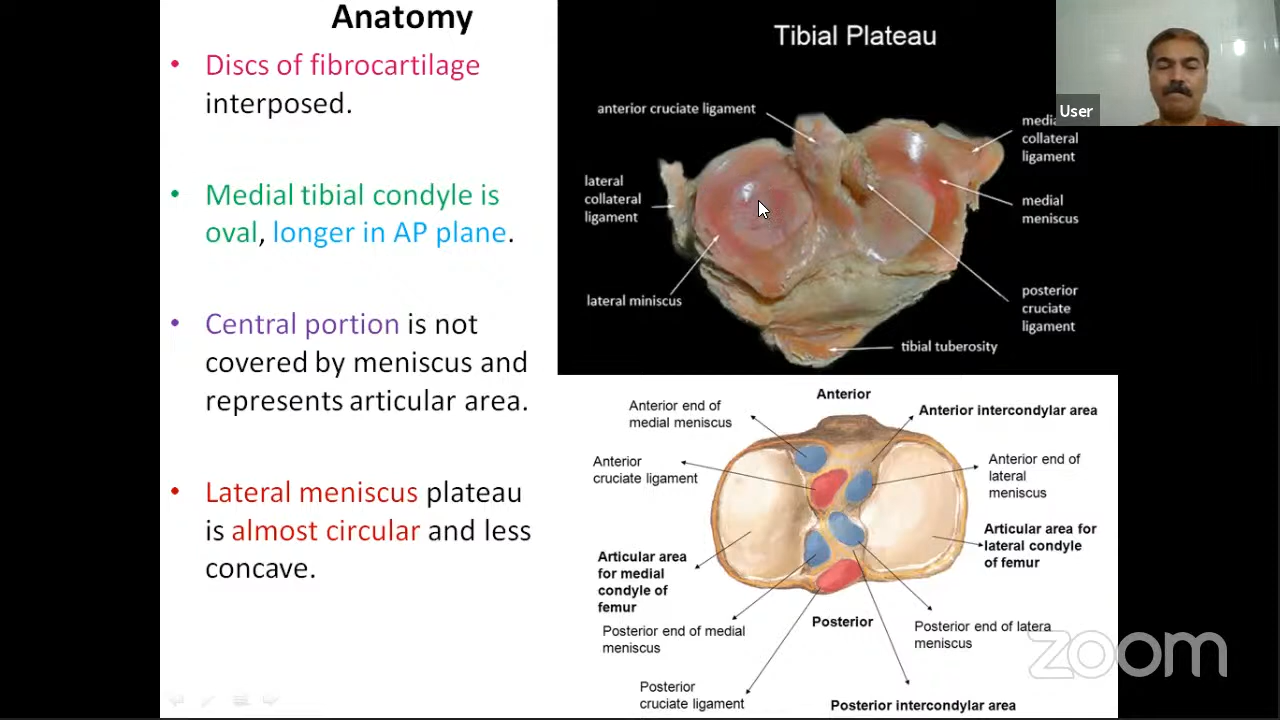 Anatomy
• Discs of fibrocartilage
interposed.
• Medial tibial condyle is
oval, longer in AP plane.
• Central portion is not
covered by meniscus and
represents articular area.
• Lateral meniscus plateau
is almost circular and less
concave.
Tibial Plateau
anterior cruciate ligament
lateral
collateral
ligament
lateral miniscus
collateral
ligament
medial
meniscus
posterior
cruciate
ligament
tibial tuberosity
User
Anterior
Anterior end of
medial meniscus
Anterior intercondylar area
Anterior
cruciate ligament
Anterior end of
lateral
meniscus
Articular area for
lateral condyle
of femur
Articular area
for medial
condyle of
femur
Posterior
Posterior end of medial
meniscus
Posterior end of latera
meniscus
Posterior
cruciate ligament
Posterior intercondylar area
zoom